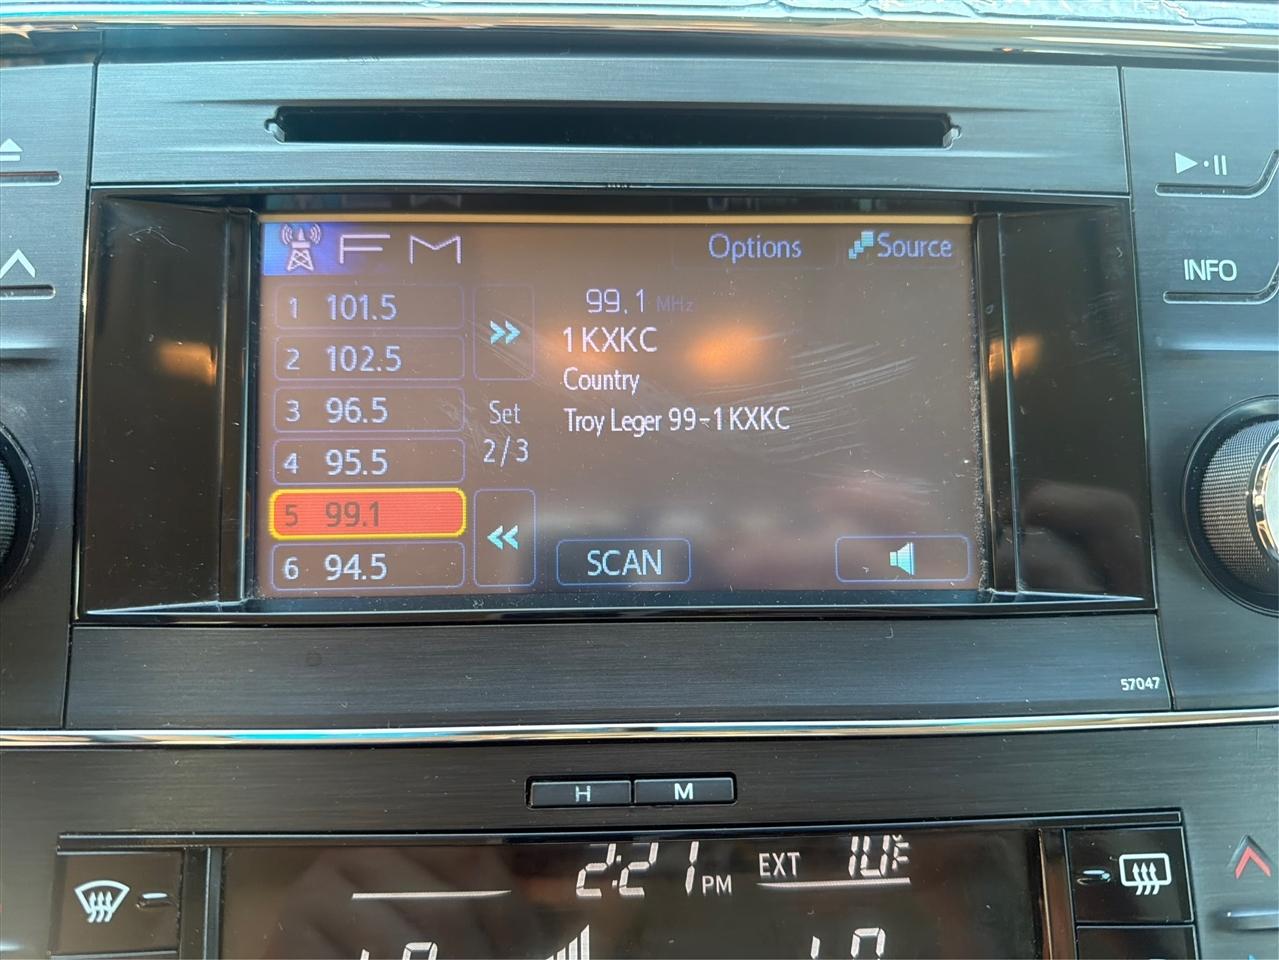 FM Options Source
1 101.5
2 102.5
3 96.5
4 95.5
5 99.1
6 94.5
Set
2/3
99.1 MHz
1 KXKC
Country
Troy Leger 99-1 KXKC
SCAN
INFO
57047
H M
2:21 PM EXT